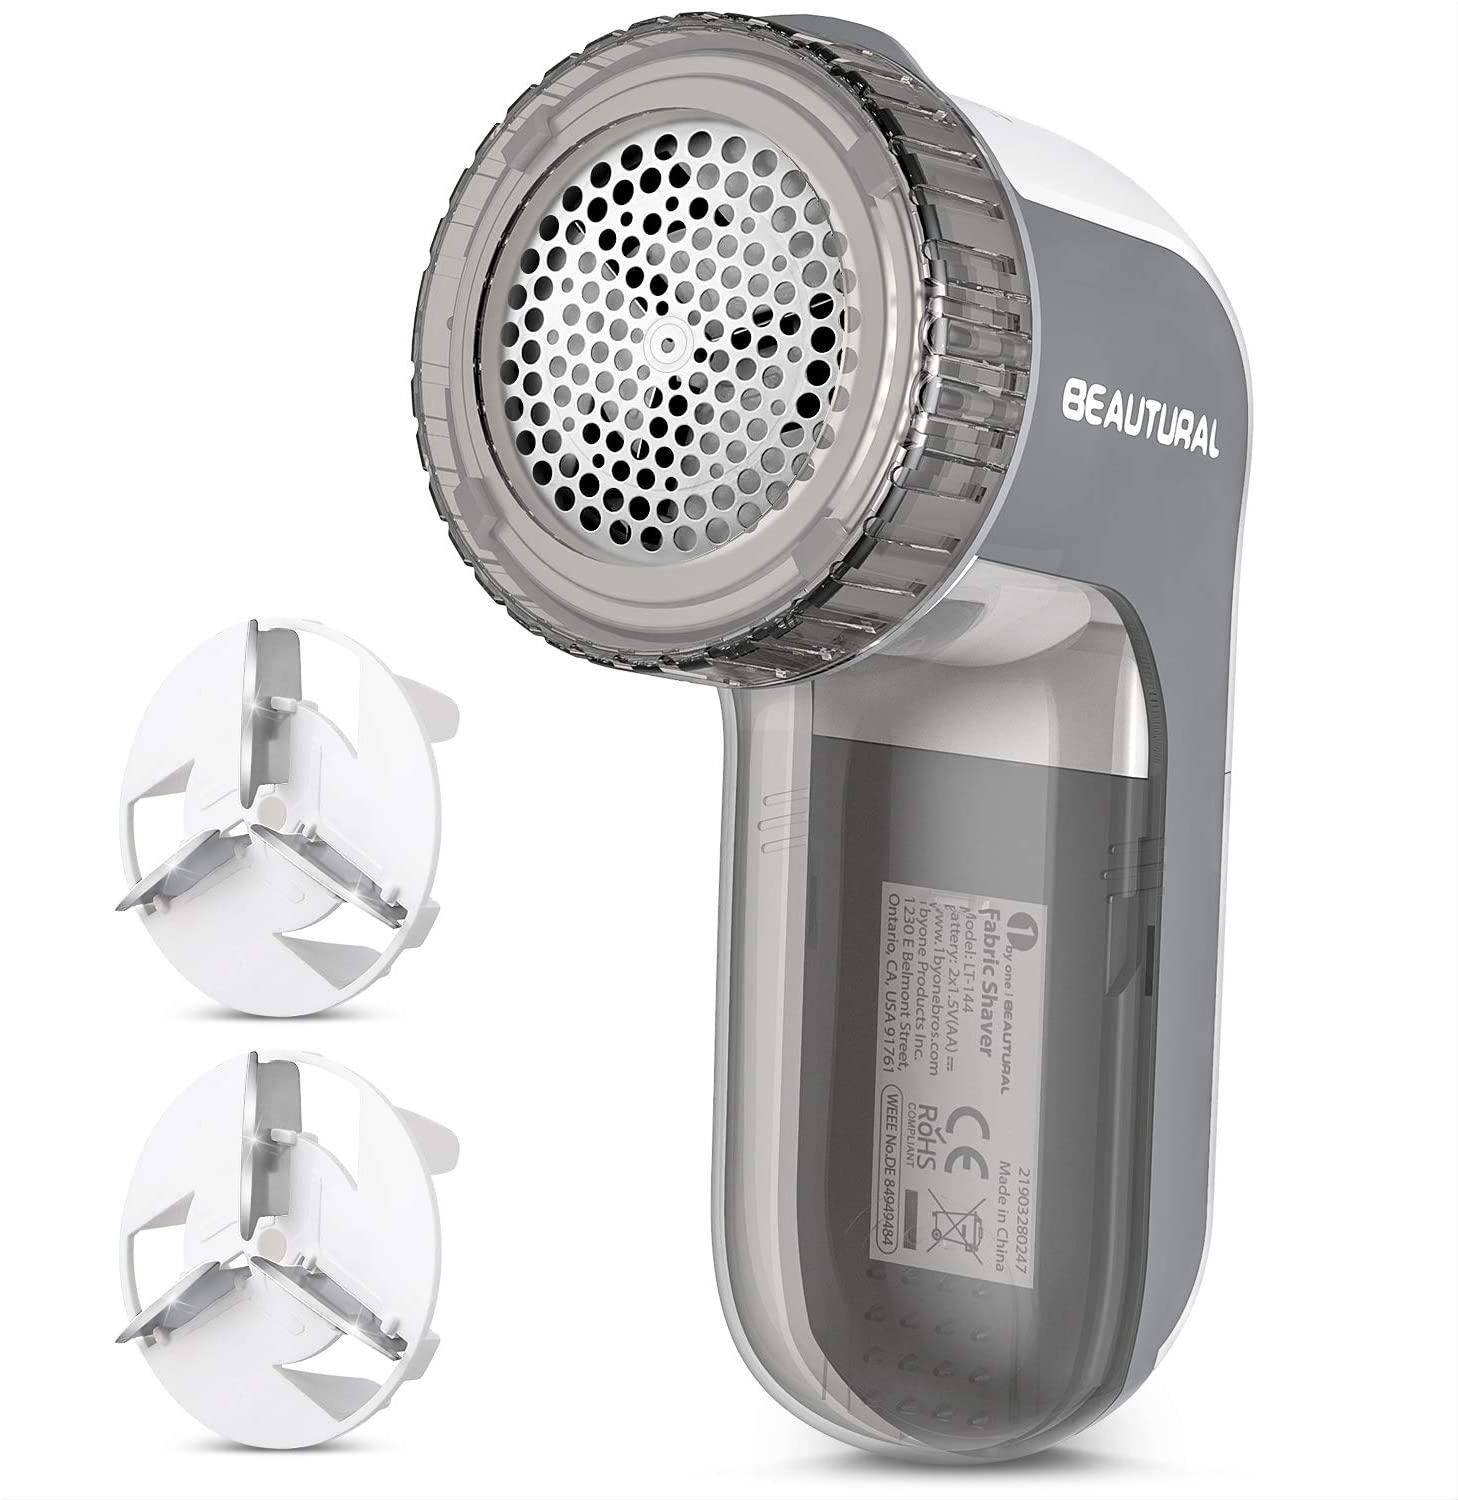 BEAUTURAL
1 by one | BEAUTURAL
Fabric Shaver
Model: LT-144
Battery: 2x1.5V(AA)
www.1byonebros.com
1byone Products Inc.
1230 E Belmont Street,
Ontario, CA, USA 91761
CE
RoHS
COMPLIANT
WEEE No.DE 84949484
21903280247
Made in China